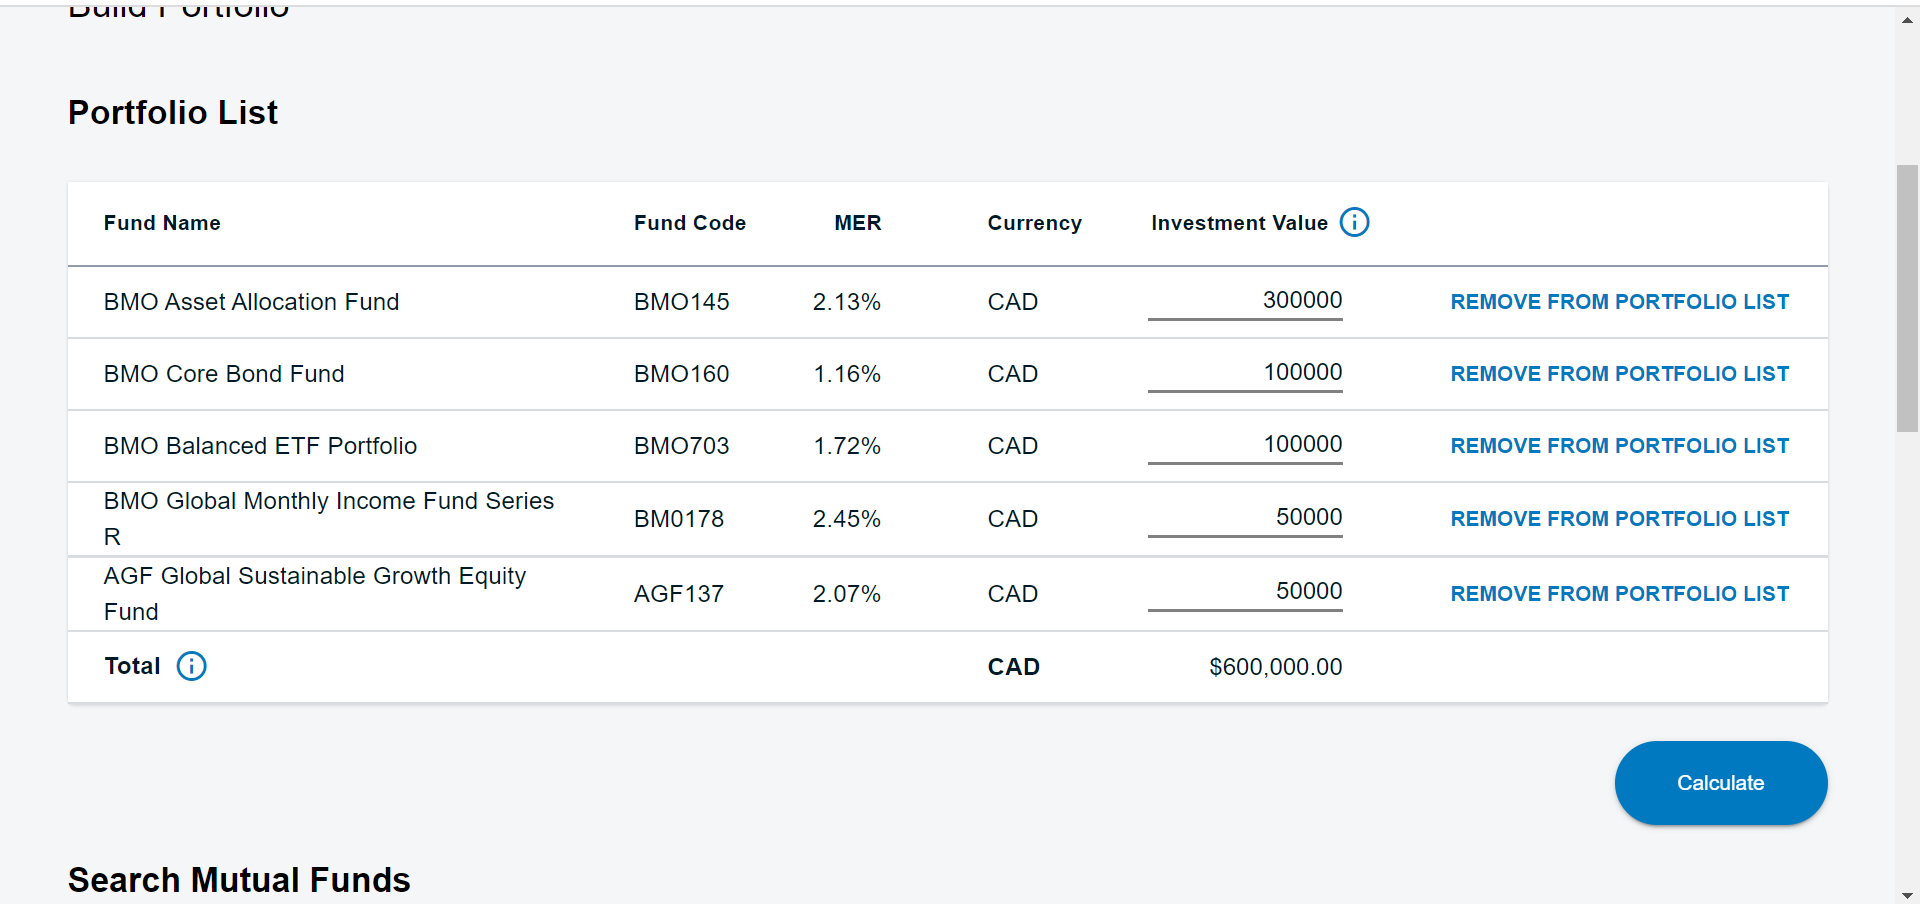 Build Portfolio
Portfolio List
Fund Name Fund Code MER Currency Investment Value
BMO Asset Allocation Fund BMO145 2.13% CAD 300000 REMOVE FROM PORTFOLIO LIST
BMO Core Bond Fund BMO160 1.16% CAD 100000 REMOVE FROM PORTFOLIO LIST
BMO Balanced ETF Portfolio BMO703 1.72% CAD 100000 REMOVE FROM PORTFOLIO LIST
BMO Global Monthly Income Fund Series
R BM0178 2.45% CAD 50000 REMOVE FROM PORTFOLIO LIST
AGF Global Sustainable Growth Equity
Fund AGF137 2.07% CAD 50000 REMOVE FROM PORTFOLIO LIST
Total CAD $600,000.00
Calculate
Search Mutual Funds